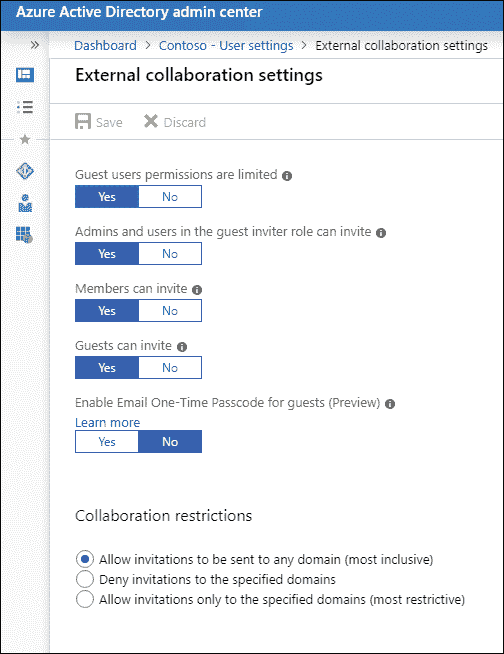 Azure Active Directory admin center
Dashboard > Contoso - User settings > External collaboration settings
External collaboration settings
Save Discard
Guest users permissions are limited
Yes No
Admins and users in the guest inviter role can invite
Yes No
Members can invite
Yes No
Guests can invite
Yes No
Enable Email One-Time Passcode for guests (Preview)
Learn more
Yes No
Collaboration restrictions
Allow invitations to be sent to any domain (most inclusive)
Deny invitations to the specified domains
Allow invitations only to the specified domains (most restrictive)